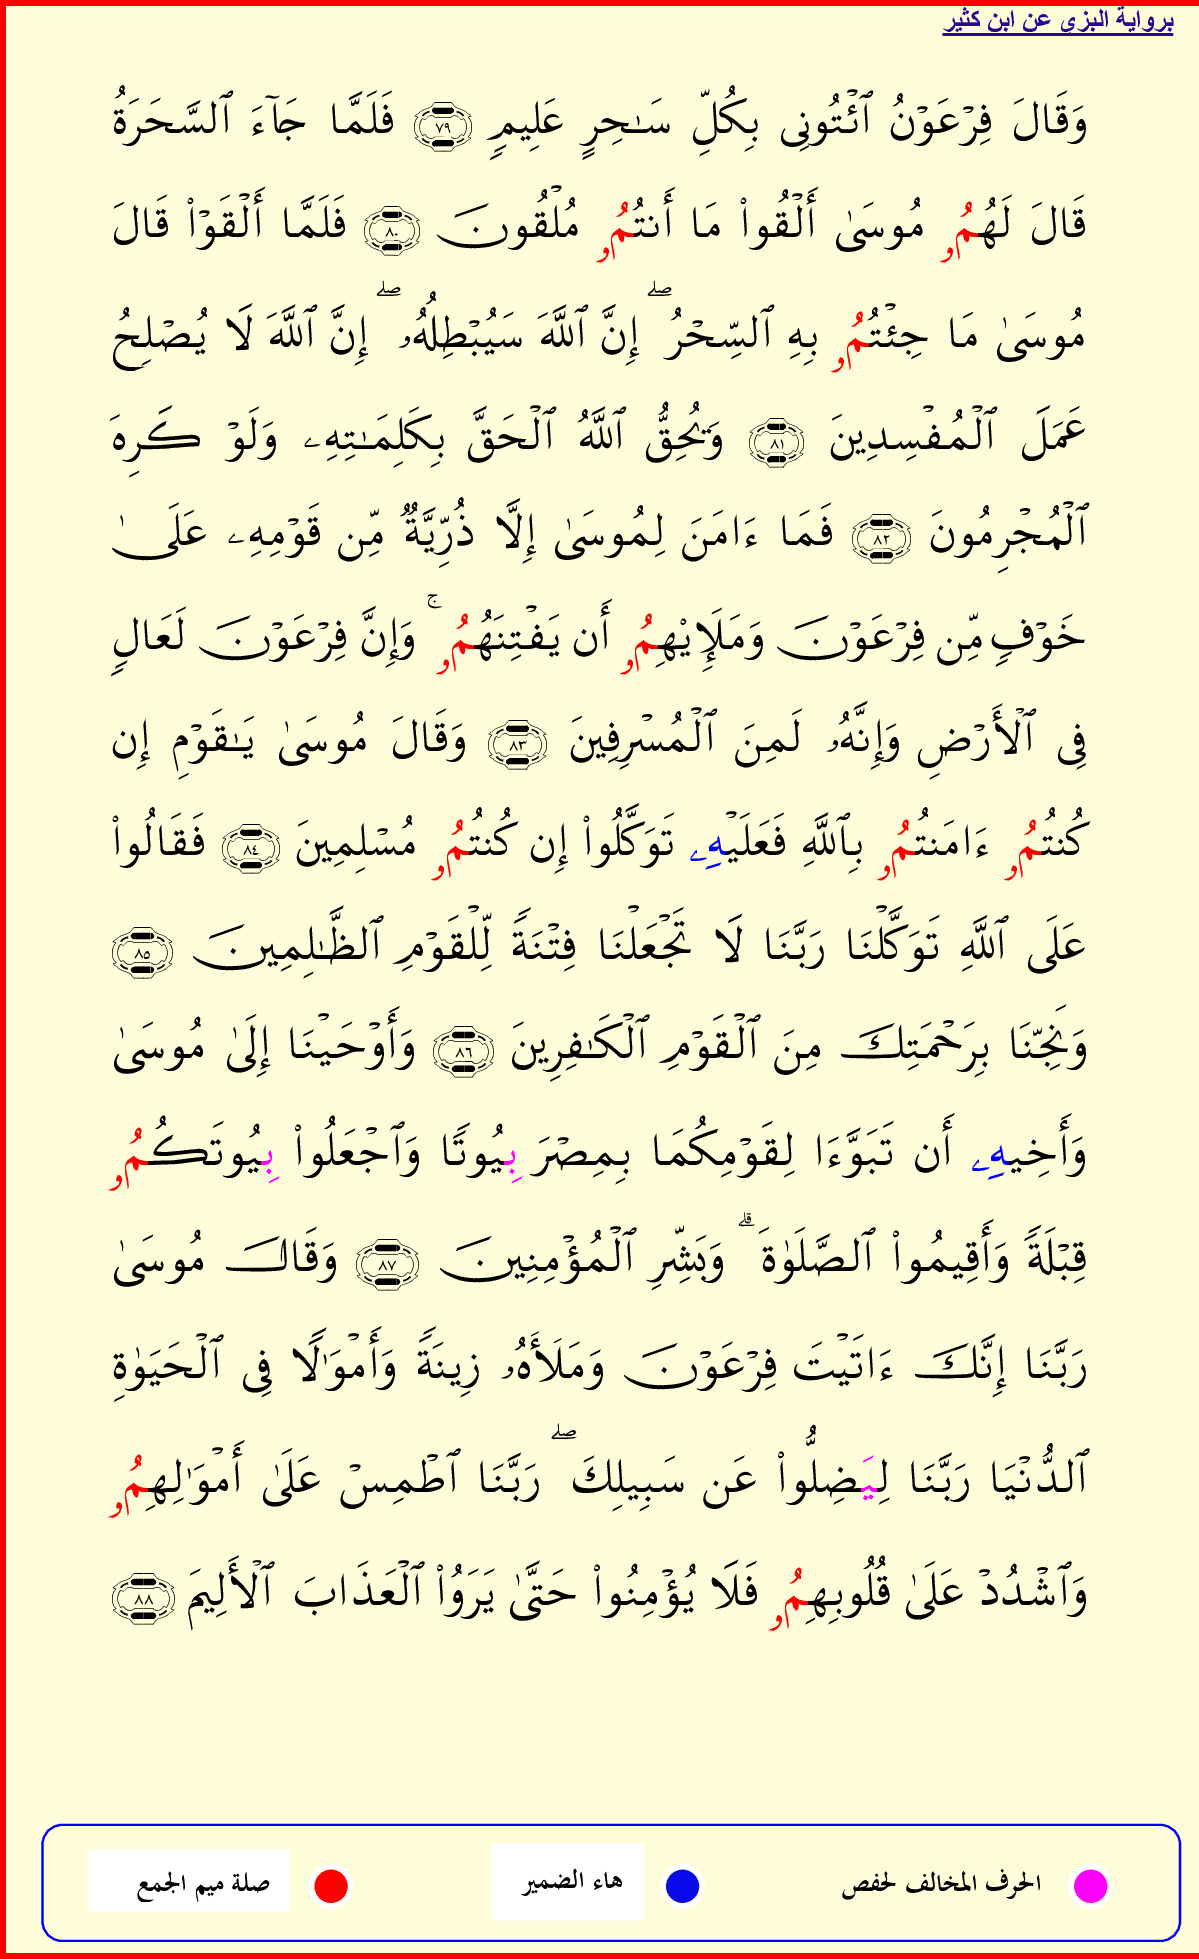 برواية البزي عن ابن كثير
وَقَالَ فِرْعَوْنُ ٱئْتُونِى بِكُلِّ سَـٰحِرٍ عَلِيمٍ ٧٩ فَلَمَّا جَآءَ ٱلسَّحَرَةُ
قَالَ لَهُمُۥ مُوسَىٰ أَلْقُوا۟ مَا أَنتُمُۥ مُلْقُونَ ٨٠ فَلَمَّا أَلْقَوْا۟ قَالَ
مُوسَىٰ مَا جِئْتُمُۥ بِهِ ٱلسِّحْرُ ۖ إِنَّ ٱللَّهَ سَيُبْطِلُهُۥ ۖ إِنَّ ٱللَّهَ لَا يُصْلِحُ
عَمَلَ ٱلْمُفْسِدِينَ ٨١ وَيُحِقُّ ٱللَّهُ ٱلْحَقَّ بِكَلِمَـٰتِهِۦ وَلَوْ كَرِهَ
ٱلْمُجْرِمُونَ ٨٢ فَمَا ءَامَنَ لِمُوسَىٰ إِلَّا ذُرِّيَّةٌ مِّن قَوْمِهِۦ عَلَىٰ
خَوْفٍ مِّن فِرْعَوْنَ وَمَلَإِي۟هِمُۥ أَن يَفْتِنَهُمُۥ ۚ وَإِنَّ فِرْعَوْنَ لَعَالٍ
فِى ٱلْأَرْضِ وَإِنَّهُۥ لَمِنَ ٱلْمُسْرِفِينَ ٨٣ وَقَالَ مُوسَىٰ يَـٰقَوْمِ إِن
كُنتُمُۥ ءَامَنتُمُۥ بِٱللَّهِ فَعَلَيْهِۦ تَوَكَّلُوا۟ إِن كُنتُمُۥ مُسْلِمِينَ ٨٤ فَقَالُوا۟
عَلَى ٱللَّهِ تَوَكَّلْنَا رَبَّنَا لَا تَجْعَلْنَا فِتْنَةً لِّلْقَوْمِ ٱلظَّـٰلِمِينَ ٨٥
وَنَجِّنَا بِرَحْمَتِكَ مِنَ ٱلْقَوْمِ ٱلْكَـٰفِرِينَ ٨٦ وَأَوْحَيْنَا إِلَىٰ مُوسَىٰ
وَأَخِيهِۦ أَن تَبَوَّءَا لِقَوْمِكُمَا بِمِصْرَ بِيُوتًا وَٱجْعَلُوا۟ بِيُوتَكُمُۥ
قِبْلَةً وَأَقِيمُوا۟ ٱلصَّلَوٰةَ ۗ وَبَشِّرِ ٱلْمُؤْمِنِينَ ٨٧ وَقَالَ مُوسَىٰ
رَبَّنَا إِنَّكَ ءَاتَيْتَ فِرْعَوْنَ وَمَلَأَهُۥ زِينَةً وَأَمْوَٰلًا فِى ٱلْحَيَوٰةِ
ٱلدُّنْيَا رَبَّنَا لِيَضِلُّوا۟ عَن سَبِيلِكَ ۖ رَبَّنَا ٱطْمِسْ عَلَىٰ أَمْوَٰلِهِمُۥ
وَٱشْدُدْ عَلَىٰ قُلُوبِهِمُۥ فَلَا يُؤْمِنُوا۟ حَتَّىٰ يَرَوُا۟ ٱلْعَذَابَ ٱلْأَلِيمَ ٨٨
الحرف المخالف لحفص هاء الضمير صلة ميم الجمع